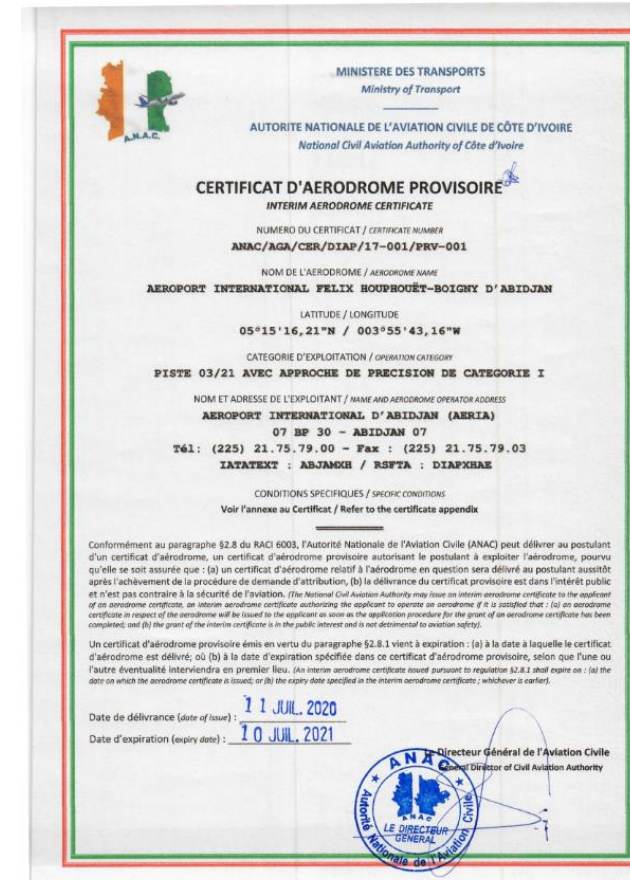 A.N.A.C.
MINISTERE DES TRANSPORTS
Ministry of Transport
AUTORITE NATIONALE DE L'AVIATION CIVILE DE CÔTE D'IVOIRE
National Civil Aviation Authority of Côte d'Ivoire
CERTIFICAT D'AERODROME PROVISOIRE
INTERIM AERODROME CERTIFICATE
NUMERO DU CERTIFICAT / CERTIFICATE NUMBER
ANAC/AGA/CER/DIAP/17-001/PRV-001
NOM DE L'AERODROME / AERODROME NAME
AEROPORT INTERNATIONAL FELIX HOUPHOUËT-BOIGNY D'ABIDJAN
LATITUDE / LONGITUDE
05°15'16,21"N / 003°55'43,16"W
CATEGORIE D'EXPLOITATION / OPERATION CATEGORY
PISTE 03/21 AVEC APPROCHE DE PRECISION DE CATEGORIE I
NOM ET ADRESSE DE L'EXPLOITANT / NAME AND AERODROME OPERATOR ADDRESS
AEROPORT INTERNATIONAL D'ABIDJAN (AERIA)
07 BP 30 - ABIDJAN 07
Tél: (225) 21.75.79.00 - Fax : (225) 21.75.79.03
IATATEXT : ABJAMXH / RSFTA : DIAPXHAE
CONDITIONS SPECIFIQUES / SPECIFIC CONDITIONS
Voir l'annexe au Certificat / Refer to the certificate appendix
Conformément au paragraphe §2.8 du RACI 6003, l'Autorité Nationale de l'Aviation Civile (ANAC) peut délivrer au postulant
d'un certificat d'aérodrome, un certificat d'aérodrome provisoire autorisant le postulant à exploiter l'aérodrome, pourvu
qu'elle se soit assurée que : (a) un certificat d'aérodrome relatif à l'aérodrome en question sera délivré au postulant aussitôt
après l'achèvement de la procédure de demande d'attribution, (b) la délivrance du certificat provisoire est dans l'intérêt public
et n'est pas contraire à la sécurité de l'aviation. (The National Civil Aviation Authority may issue an interim aerodrome certificate to the applicant
of an aerodrome certificate, an interim aerodrome certificate authorizing the applicant to operate an aerodrome if it is satisfied that : (a) an aerodrome
certificate in respect of the aerodrome will be issued to the applicant as soon as the application procedure for the grant of an aerodrome certificate has been
completed; and (b) the grant of the interim certificate is in the public interest and is not detrimental to aviation safety).
Un certificat d'aérodrome provisoire émis en vertu du paragraphe §2.8.1 vient à expiration : (a) à la date à laquelle le certificat
d'aérodrome est délivré; où (b) à la date d'expiration spécifiée dans ce certificat d'aérodrome provisoire, selon que l'une ou
l'autre éventualité interviendra en premier lieu. (An interim aerodrome certificate issued pursuant to regulation §2.8.1 shall expire on : (a) the
date on which the aerodrome certificate is issued; or (b) the expiry date specified in the interim aerodrome certificate ; whichever is earlier).
Date de délivrance (date of issue) : 11 JUIL. 2020
Date d'expiration (expiry date) : 10 JUIL. 2021
Le Directeur Général de l'Aviation Civile
General Director of Civil Aviation Authority
ANAC
Autorité Nationale de l'Aviation Civile
ANAC
LE DIRECTEUR
GENERAL